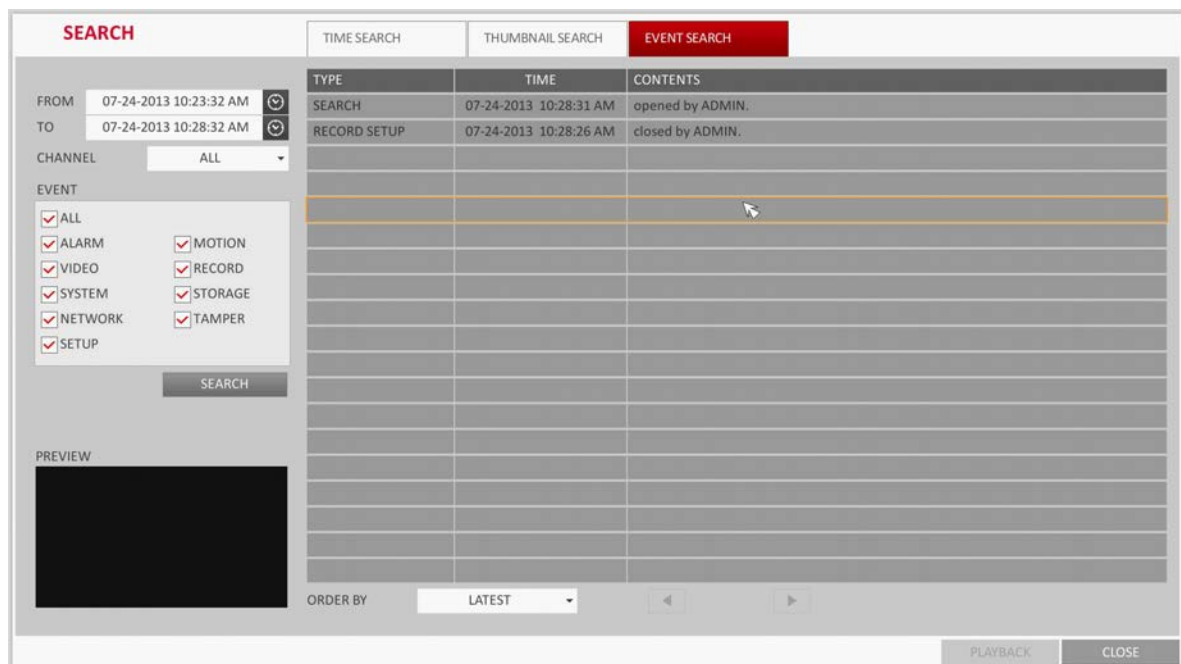 SEARCH
TIME SEARCH
THUMBNAIL SEARCH
EVENT SEARCH
FROM 07-24-2013 10:23:32 AM
TO 07-24-2013 10:28:32 AM
CHANNEL ALL
EVENT
ALL
ALARM MOTION
VIDEO RECORD
SYSTEM STORAGE
NETWORK TAMPER
SETUP
SEARCH
PREVIEW
TYPE TIME CONTENTS
SEARCH 07-24-2013 10:28:31 AM opened by ADMIN.
RECORD SETUP 07-24-2013 10:28:26 AM closed by ADMIN.
ORDER BY LATEST
PLAYBACK CLOSE